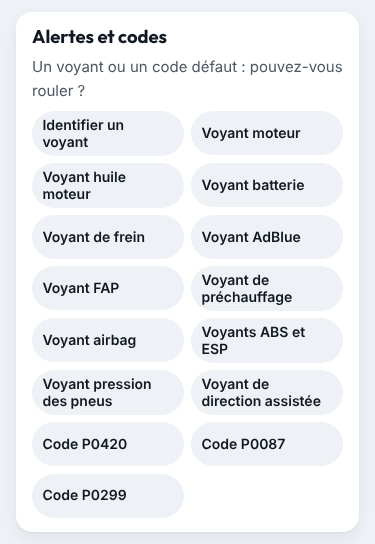 Alertes et codes
Un voyant ou un code défaut : pouvez-vous
rouler ?
Identifier un
voyant
Voyant moteur
Voyant huile
moteur
Voyant batterie
Voyant de frein
Voyant AdBlue
Voyant FAP
Voyant de
préchauffage
Voyant airbag
Voyants ABS et
ESP
Voyant pression
des pneus
Voyant de
direction assistée
Code P0420
Code P0087
Code P0299